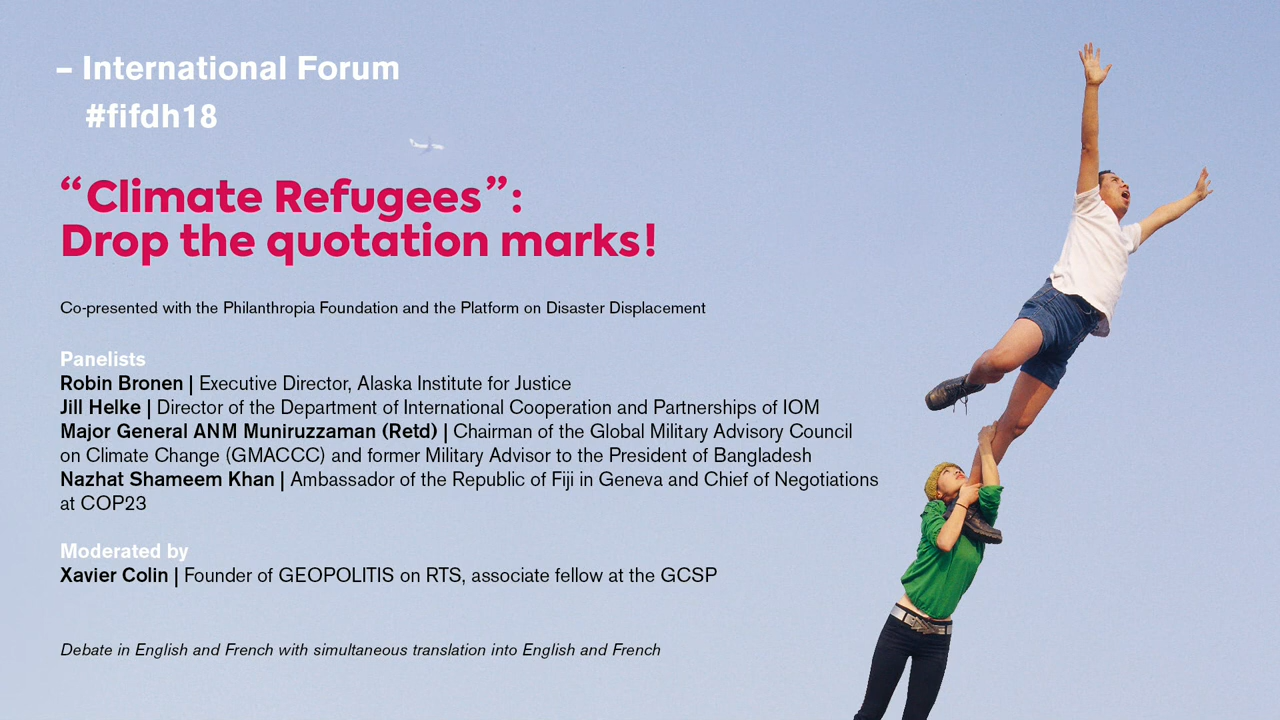 – International Forum
#fifdh18
“Climate Refugees”:
Drop the quotation marks!
Co-presented with the Philanthropia Foundation and the Platform on Disaster Displacement
Panelists
Robin Bronen | Executive Director, Alaska Institute for Justice
Jill Helke | Director of the Department of International Cooperation and Partnerships of IOM
Major General ANM Muniruzzaman (Retd) | Chairman of the Global Military Advisory Council
on Climate Change (GMACCC) and former Military Advisor to the President of Bangladesh
Nazhat Shameem Khan | Ambassador of the Republic of Fiji in Geneva and Chief of Negotiations
at COP23
Moderated by
Xavier Colin | Founder of GEOPOLITIS on RTS, associate fellow at the GCSP
Debate in English and French with simultaneous translation into English and French